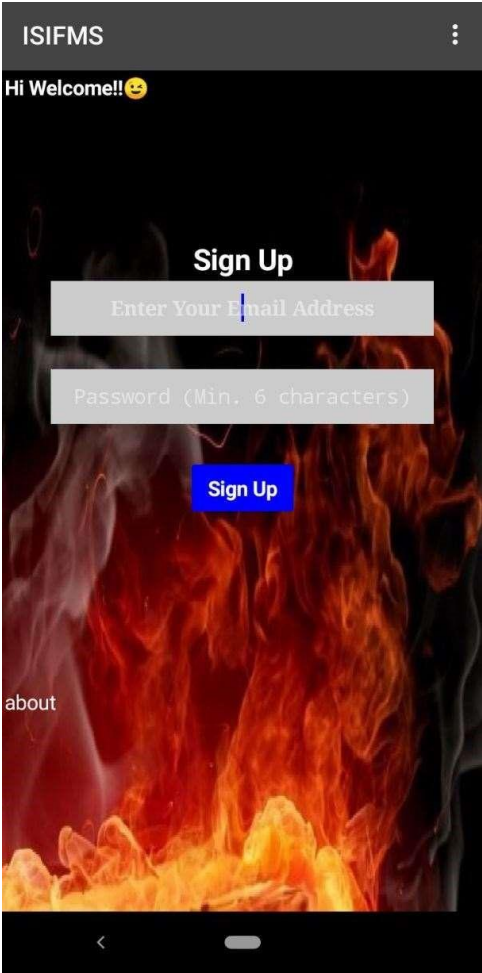 ISIFMS
Hi Welcome!!😉
Sign Up
Enter Your Email Address
Password (Min. 6 characters)
Sign Up
about